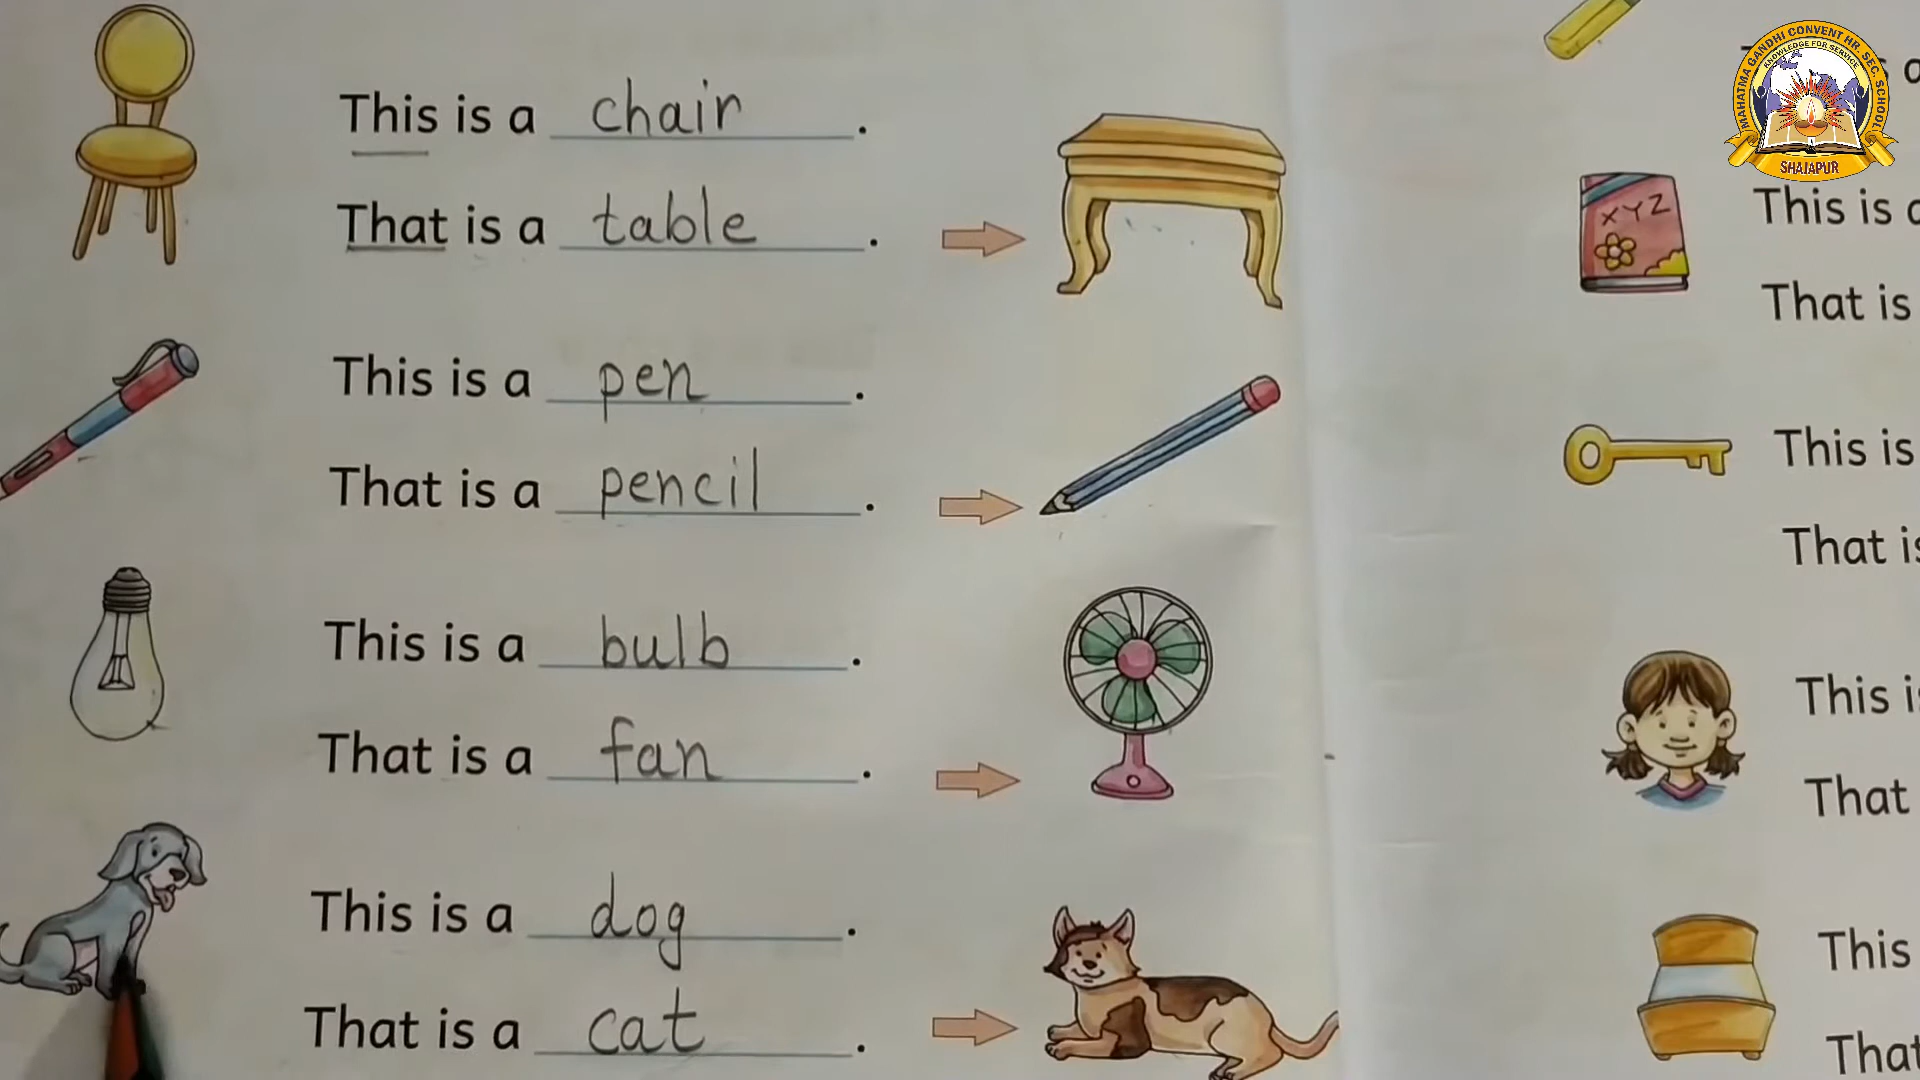 This is a chair.
That is a table.
This is a pen.
That is a pencil.
This is a bulb.
That is a fan.
This is a dog.
That is a cat.
XYZ
This is
That is
This is
That is
This is
That
This
That
MAHATMA GANDHI CONVENT HR. SEC. SCHOOL
KNOWLEDGE FOR SERVICE
SHAJAPUR